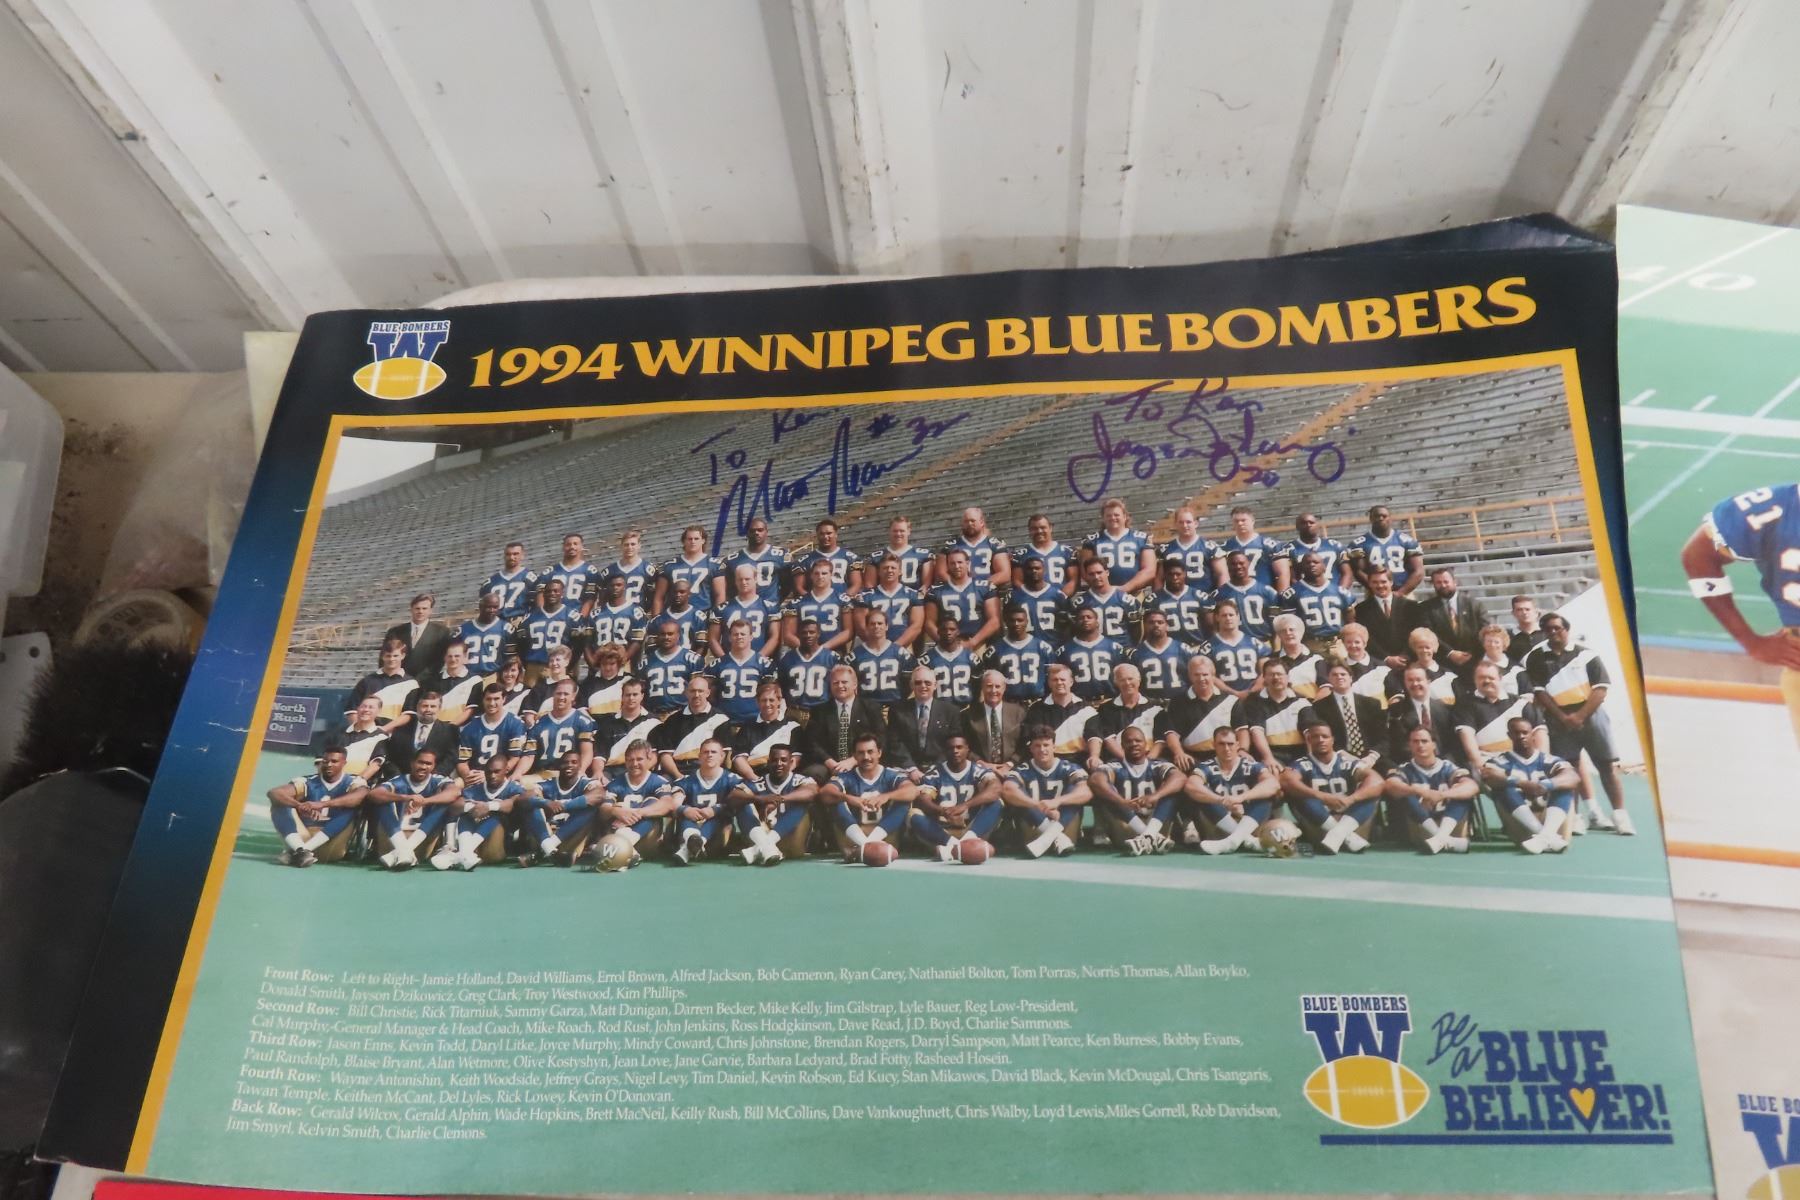 BLUE BOMBERS
W
1994 WINNIPEG BLUE BOMBERS
To Ken
Matt Pearce #32
To Ken
20
North
Rush
On!
Front Row: Left to Right– Jamie Holland, David Williams, Errol Brown, Alfred Jackson, Bob Cameron, Ryan Carey, Nathaniel Bolton, Tom Porras, Norris Thomas, Allan Boyko,
Donald Smith, Jayson Dzikowicz, Greg Clark, Troy Westwood, Kim Phillips.
Second Row: Bill Christie, Rick Titarniuk, Sammy Garza, Matt Dunigan, Darren Becker, Mike Kelly, Jim Gilstrap, Lyle Bauer, Reg Low-President,
Cal Murphy,-General Manager & Head Coach, Mike Roach, Rod Rust, John Jenkins, Ross Hodgkinson, Dave Read, J.D. Boyd, Charlie Sammons.
Third Row: Jason Enns, Kevin Todd, Daryl Litke, Joyce Murphy, Mindy Coward, Chris Johnstone, Brendan Rogers, Darryl Sampson, Matt Pearce, Ken Burress, Bobby Evans,
Paul Randolph, Blaise Bryant, Alan Wetmore, Olive Kostyshyn, Jean Love, Jane Garvie, Barbara Ledyard, Brad Fotty, Rasheed Hosein.
Fourth Row: Wayne Antonishin, Keith Woodside, Jeffrey Grays, Nigel Levy, Tim Daniel, Kevin Robson, Ed Kucy, Stan Mikawos, David Black, Kevin McDougal, Chris Tsangaris,
Tawan Temple, Keithen McCant, Del Lyles, Rick Lowey, Kevin O'Donovan.
Back Row: Gerald Wilcox, Gerald Alphin, Wade Hopkins, Brett MacNeil, Keilly Rush, Bill McCollins, Dave Vankoughnett, Chris Walby, Loyd Lewis,Miles Gorrell, Rob Davidson,
Jim Smyrl, Kelvin Smith, Charlie Clemons.
BLUE BOMBERS
W
Be
a BLUE
BELIEVER!
21
BLUE BO